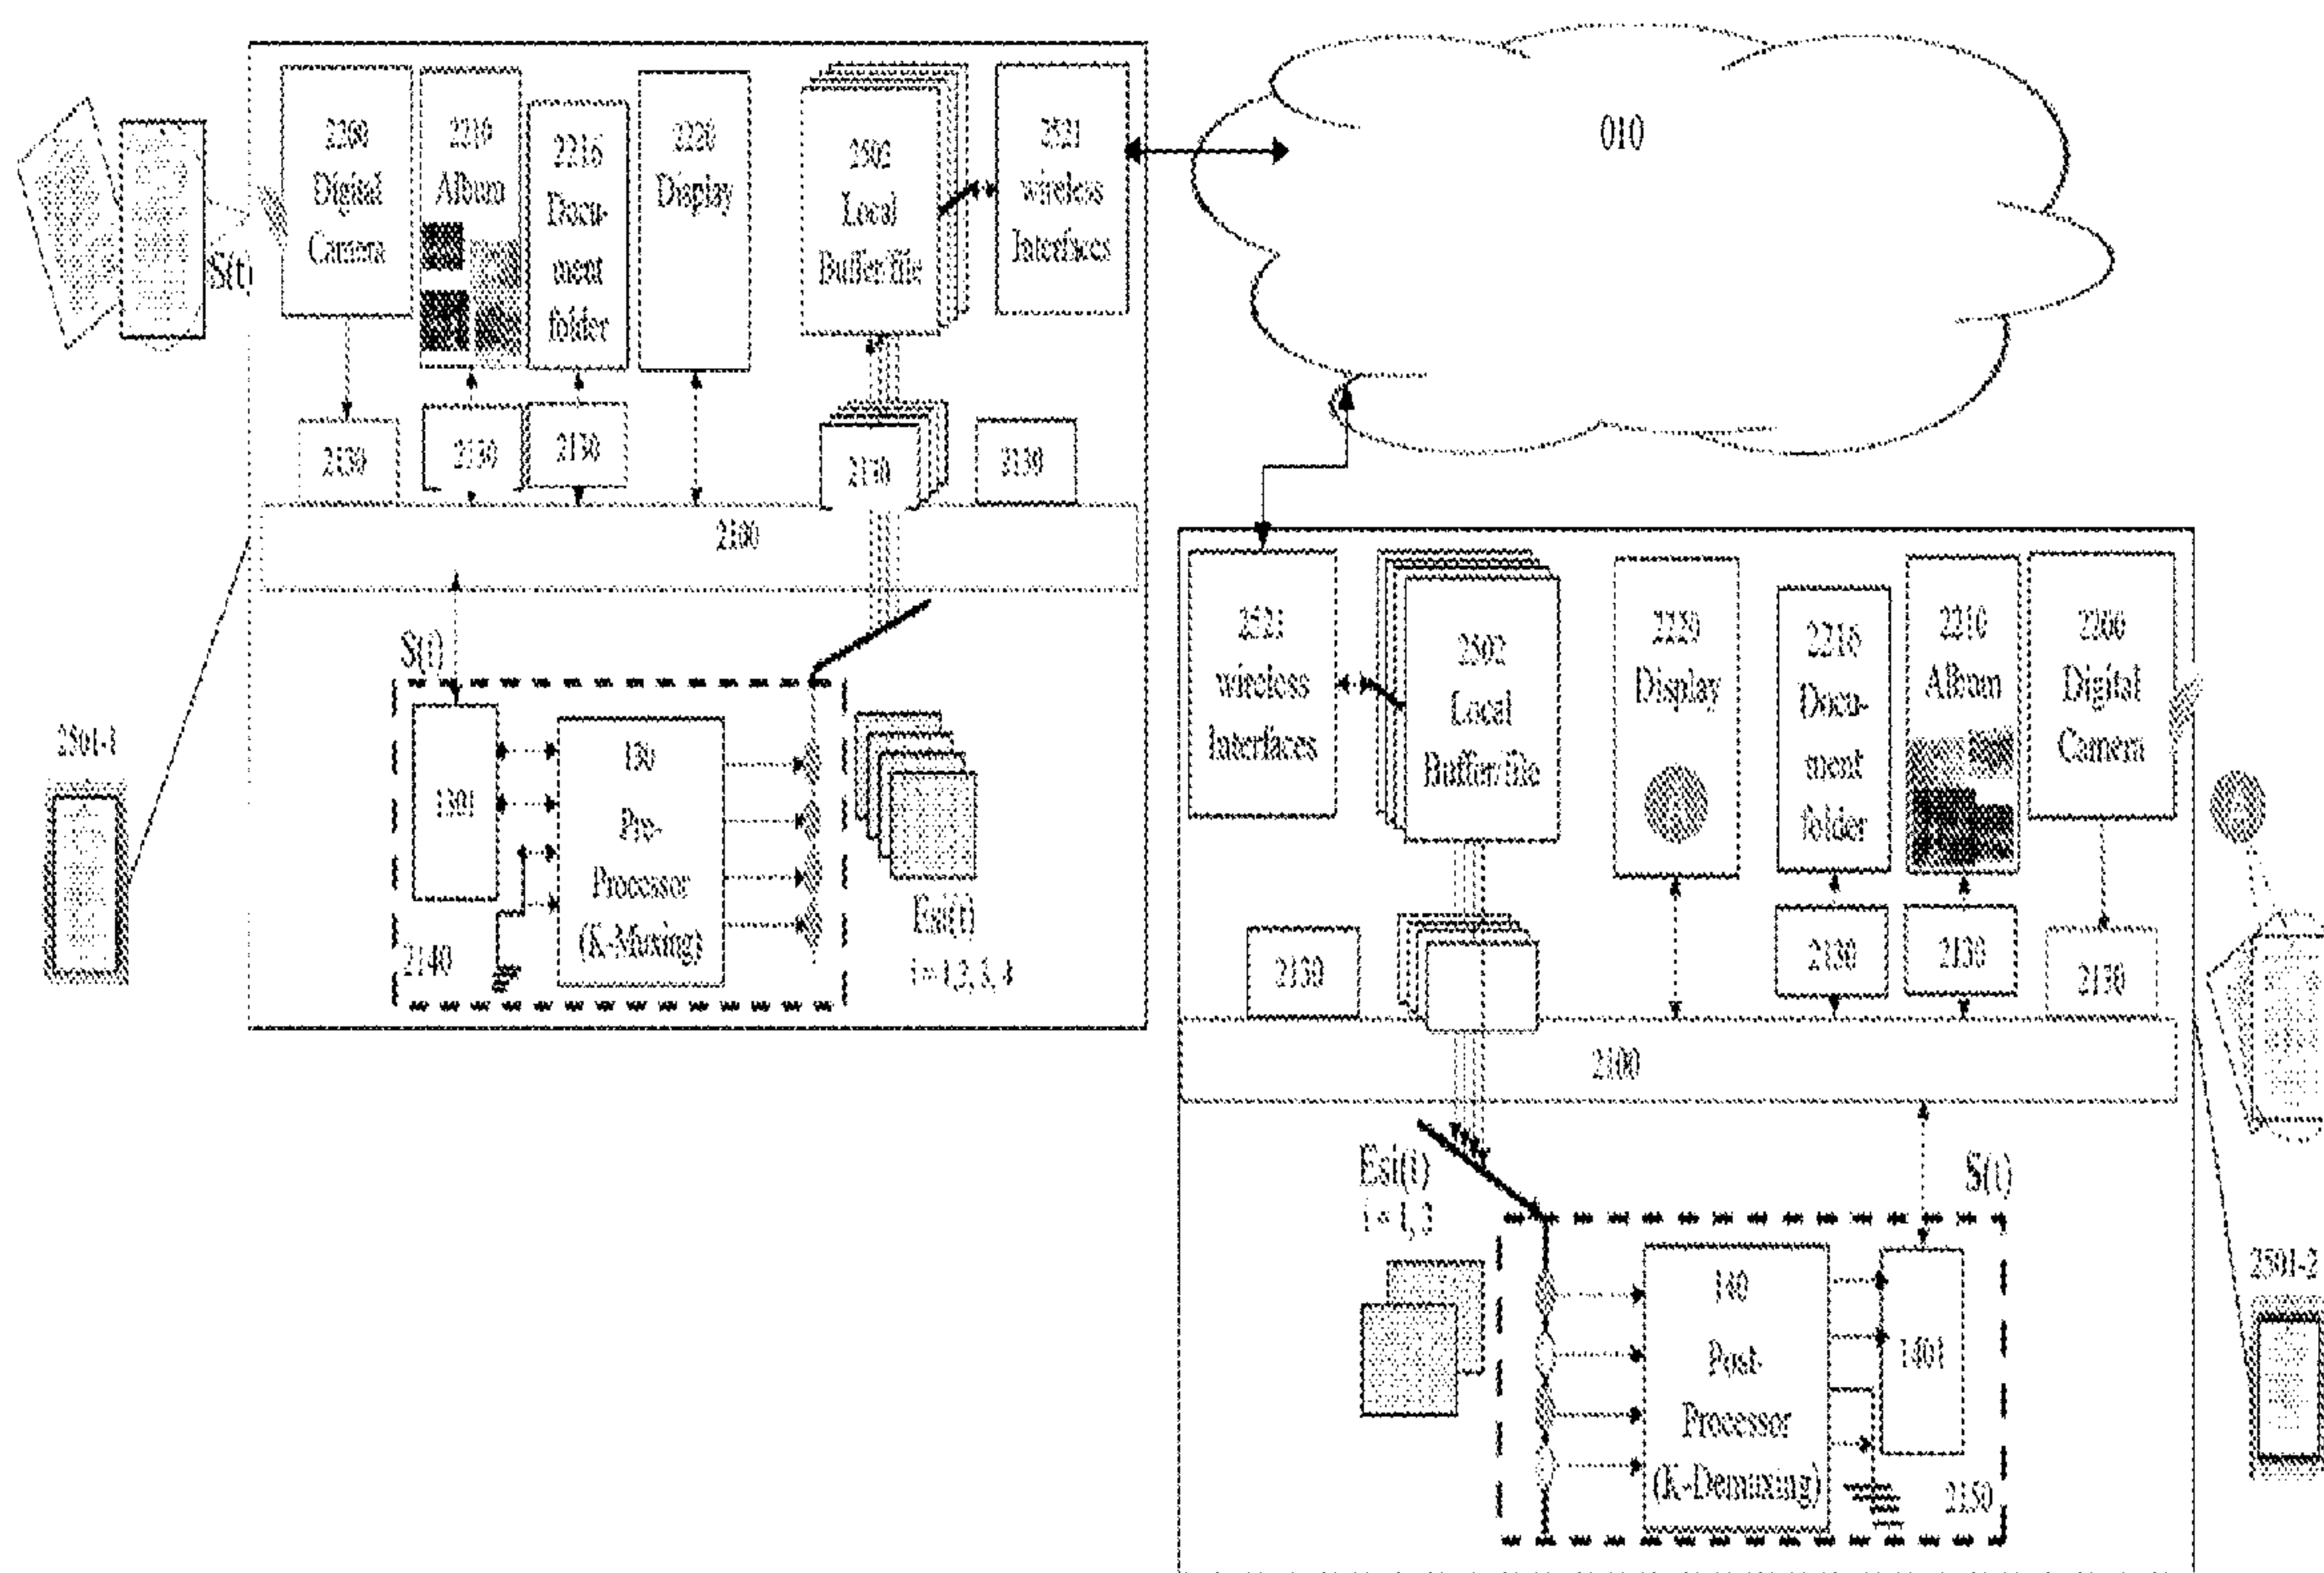 010
2200
Digital
Camera
2210
Album
2216
Docu-
ment
folder
2220
Display
2502
Local
Buffer/file
2521
wireless
Interfaces
S(t)
2130
2130
2130
2130
2130
2100
S(t)
2501-1
1301
130
Pre-
Processor
(K-Muxing)
2140
Esi(t)
i = 1,2, 3, 4
2521
wireless
Interfaces
2502
Local
Buffer/file
2220
Display
A
2216
Docu-
ment
folder
2210
Album
2200
Digital
Camera
A
2130
2130
2130
2130
2100
Esi(t)
i = 1, 3
S(t)
140
Post-
Processor
(K-Demuxing)
1401
2150
2501-2